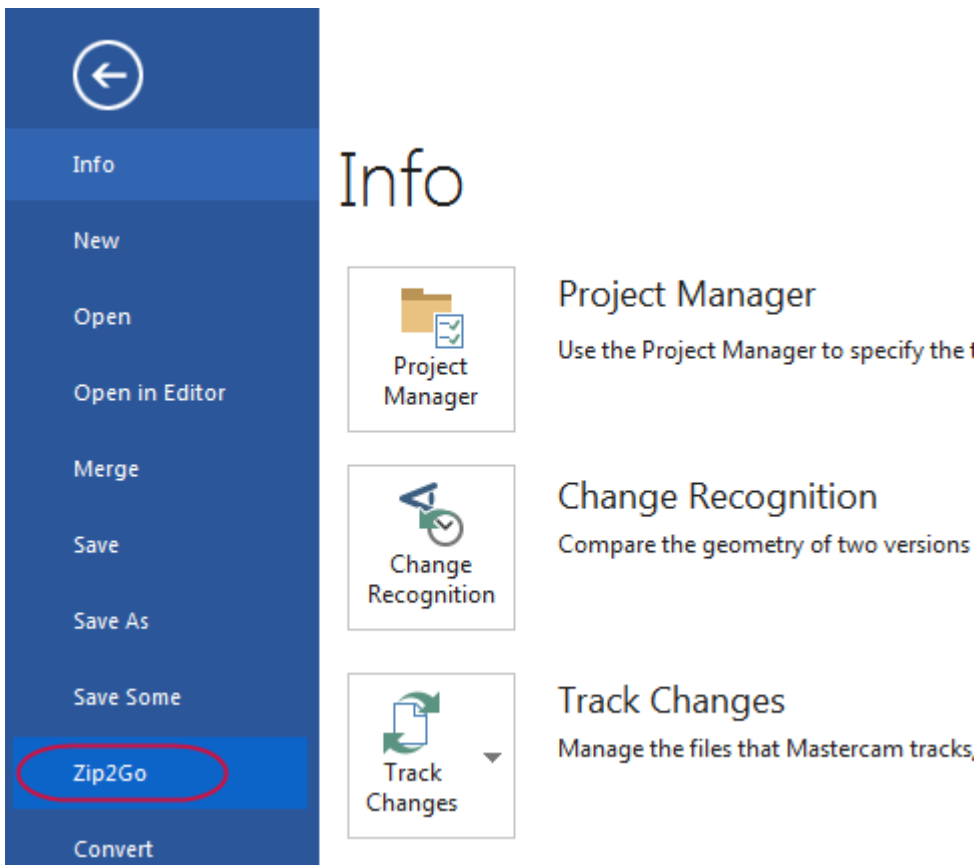 Info
New
Open
Open in Editor
Merge
Save
Save As
Save Some
Zip2Go
Convert
Info
Project
Manager
Project Manager
Use the Project Manager to specify the
Change
Recognition
Change Recognition
Compare the geometry of two versions
Track
Changes
Track Changes
Manage the files that Mastercam tracks,